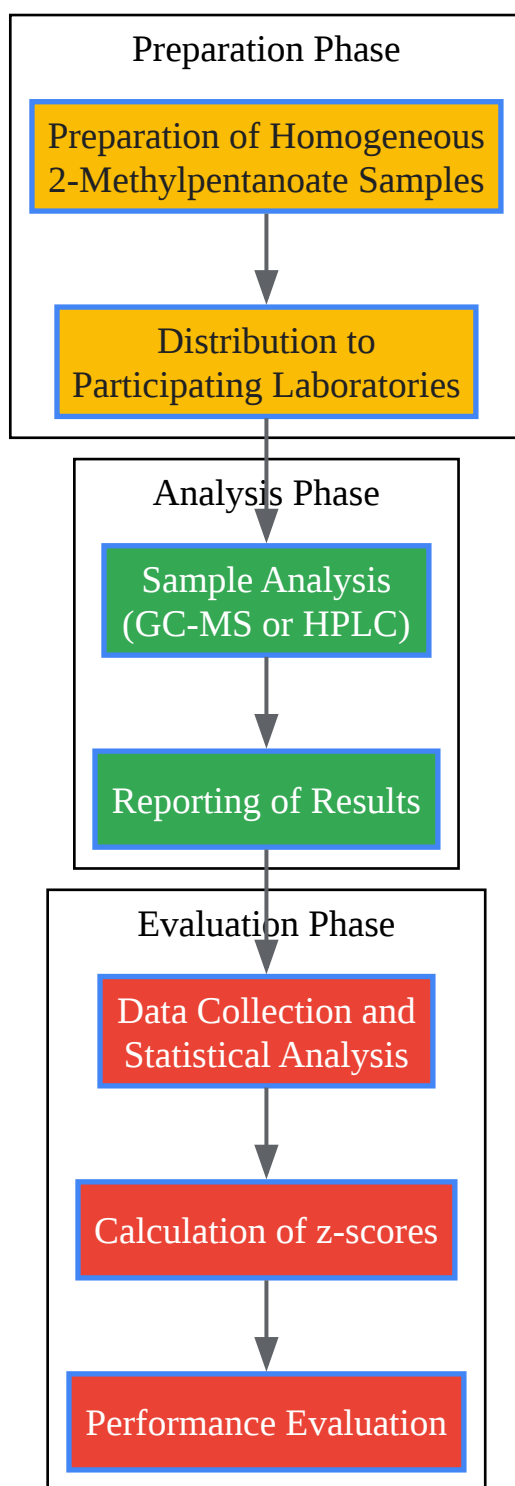 Preparation Phase
Preparation of Homogeneous
2-Methylpentanoate Samples
Distribution to
Participating Laboratories
Analysis Phase
Sample Analysis
(GC-MS or HPLC)
Reporting of Results
Evaluation Phase
Data Collection and
Statistical Analysis
Calculation of z-scores
Performance Evaluation